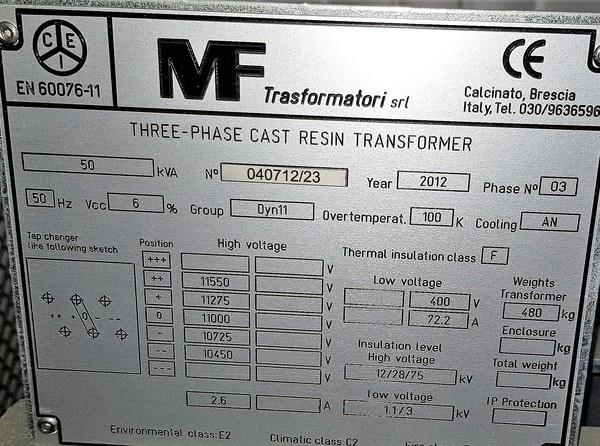 CEI
EN 60076-11
MF Trasformatori srl
CE
Calcinato, Brescia
Italy, Tel. 030/9636596
THREE-PHASE CAST RESIN TRANSFORMER
50 kVA N° 040712/23 Year 2012 Phase N° 03
50 Hz Vcc 6 % Group Dyn11 Overtemperat. 100 K Cooling AN
Tap changer
like following sketch
++ + 0 - --
Position High voltage
+++ V
++ 11550 V
+ 11275 V
0 11000 V
- 10725 V
-- 10450 V
--- V
2.6 A
Thermal insulation class F
Low voltage
400 V
72.2 A
Insulation level
High voltage
12/28/75 kV
Low voltage
1.1/3 kV
Weights
Transformer
480 kg
Enclosure
kg
Total weight
kg
IP Protection
Environmental class: E2 Climatic class: C2